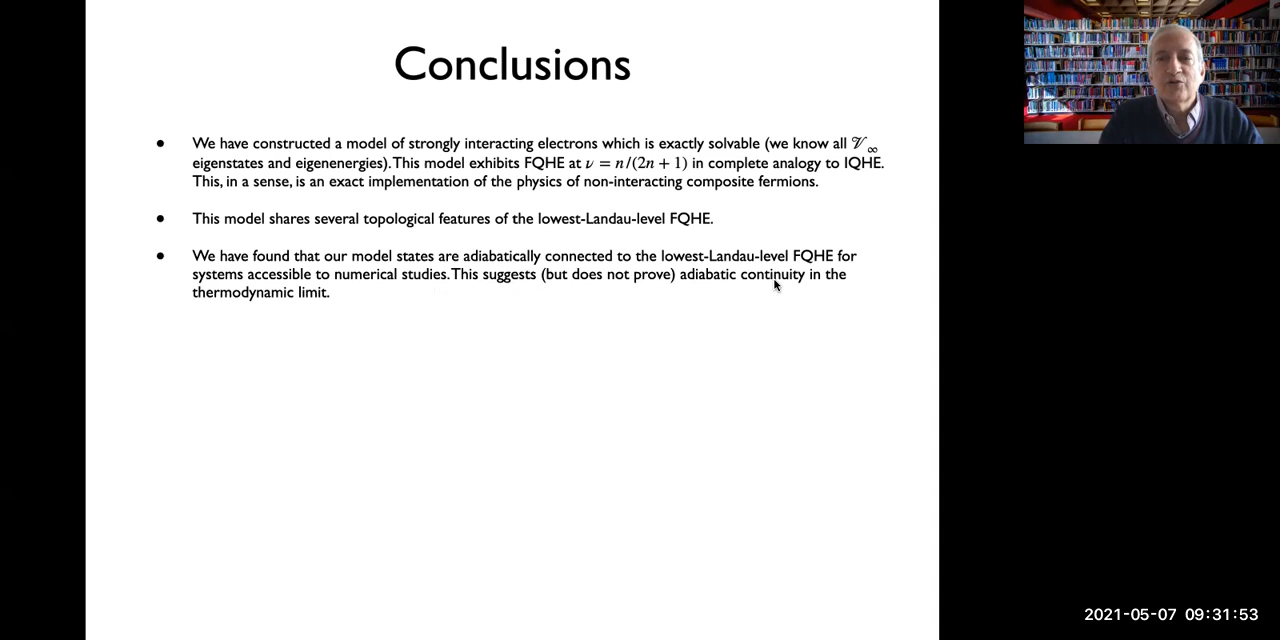 Conclusions
• We have constructed a model of strongly interacting electrons which is exactly solvable (we know all 𝒱∞
eigenstates and eigenenergies).This model exhibits FQHE at ν = n/(2n + 1) in complete analogy to IQHE.
This, in a sense, is an exact implementation of the physics of non-interacting composite fermions.
• This model shares several topological features of the lowest-Landau-level FQHE.
• We have found that our model states are adiabatically connected to the lowest-Landau-level FQHE for
systems accessible to numerical studies.This suggests (but does not prove) adiabatic continuity in the
thermodynamic limit.
2021-05-07 09:31:53